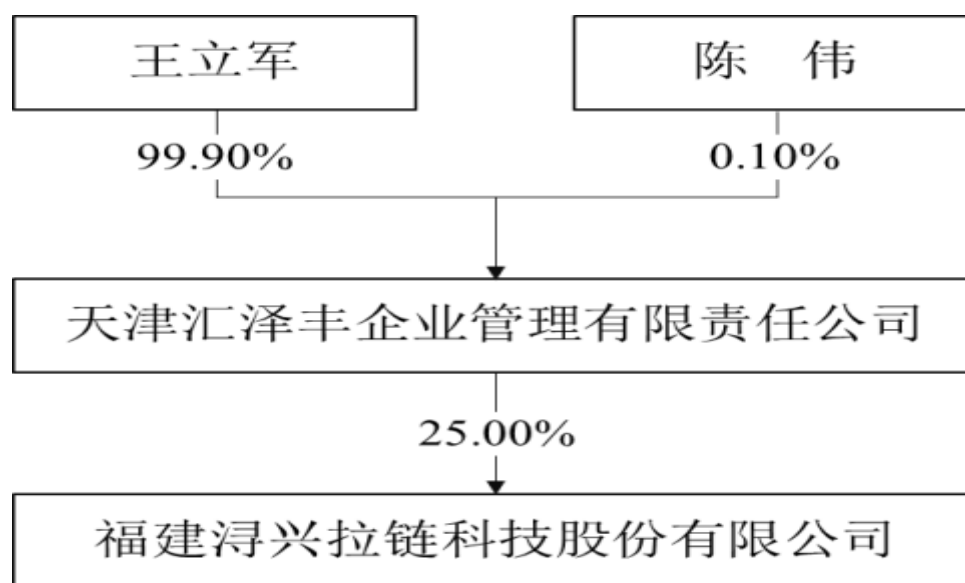 王立军
陈 伟
99.90%
0.10%
天津汇泽丰企业管理有限责任公司
25.00%
福建浔兴拉链科技股份有限公司